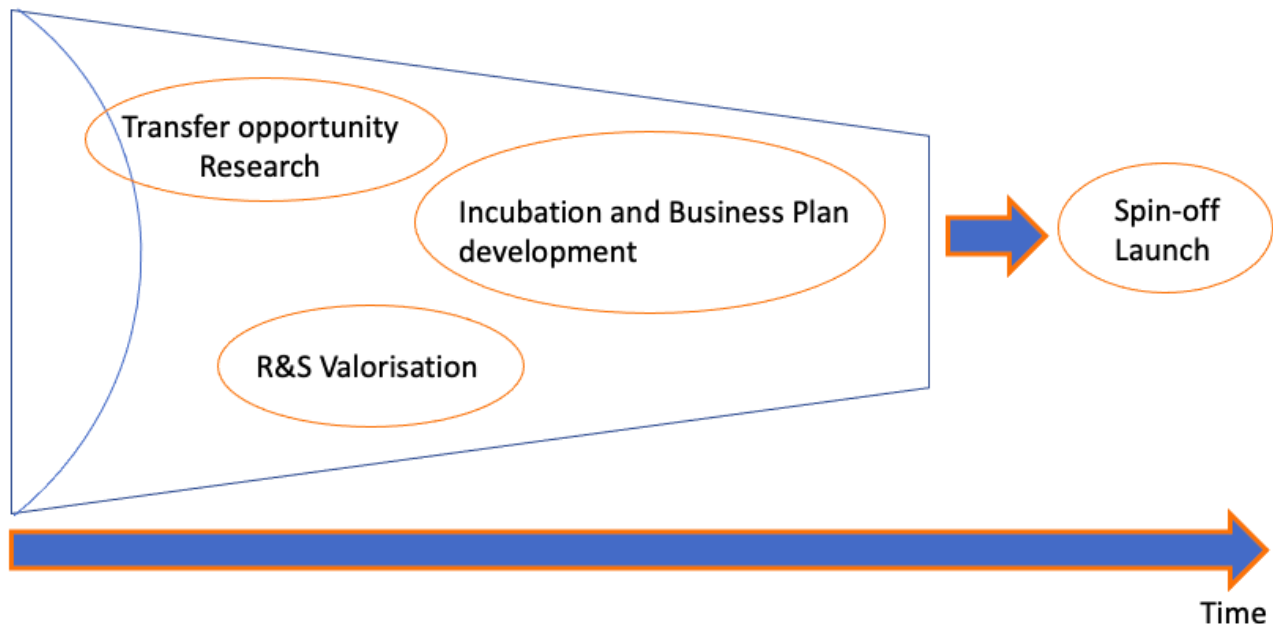 Transfer opportunity
Research
Incubation and Business Plan
development
Spin-off
Launch
R&S Valorisation
Time